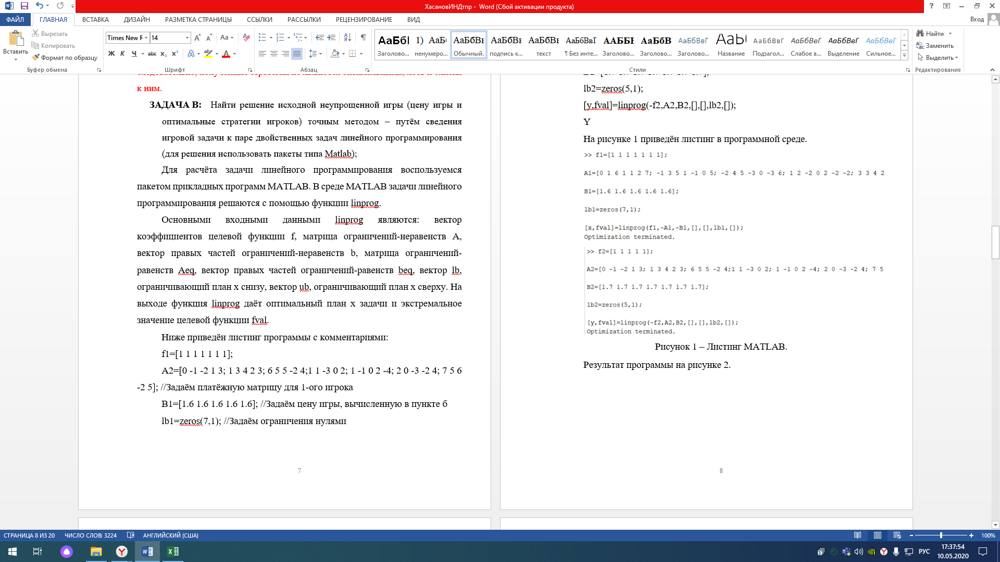 ХасановИНДтпр - Word (Сбой активации продукта)
ФАЙЛ ГЛАВНАЯ ВСТАВКА ДИЗАЙН РАЗМЕТКА СТРАНИЦЫ ССЫЛКИ РАССЫЛКИ РЕЦЕНЗИРОВАНИЕ ВИД Вход
Вставить
Вырезать
Копировать
Формат по образцу
Буфер обмена
Times New R 14
Ж К Ч abc x₂ x²
Шрифт
Абзац
АаБбІ 1) АаБ( АаБбВв АаБбВв АаБбВв АаБбВвГ ААББІ АаБбВ АаБбВвГ АаЫ АаБбВвГ АаБбВвГ АаБбВвГ АаБбВвГ
Заголово... ненумеро... Обычный. подпись к... текст ¶ Без инте... Заголово... Заголово... Заголово... Название Подзагол... Слабое в... Выделение Сильное...
Стили
Найти
Заменить
Выделить
Редактирование
к ним.
ЗАДАЧА В: Найти решение исходной неупрощенной игры (цену игры и
оптимальные стратегии игроков) точным методом – путём сведения
игровой задачи к паре двойственных задач линейного программирования
(для решения использовать пакеты типа Matlab);
Для расчёта задачи линейного программирования воспользуемся
пакетом прикладных программ MATLAB. В среде MATLAB задачи линейного
программирования решаются с помощью функции linprog.
Основными входными данными linprog являются: вектор
коэффициентов целевой функции f, матрица ограничений-неравенств A,
вектор правых частей ограничений-неравенств b, матрица ограничений-
равенств Aeq, вектор правых частей ограничений-равенств beq, вектор lb,
ограничивающий план x снизу, вектор ub, ограничивающий план x сверху. На
выходе функция linprog даёт оптимальный план x задачи и экстремальное
значение целевой функции fval.
Ниже приведён листинг программы с комментариями:
f1=[1 1 1 1 1 1 1];
A2=[0 -1 -2 1 3; 1 3 4 2 3; 6 5 5 -2 4;1 1 -3 0 2; 1 -1 0 2 -4; 2 0 -3 -2 4; 7 5 6
-2 5]; //Задаём платёжную матрицу для 1-ого игрока
B1=[1.6 1.6 1.6 1.6 1.6]; //Задаём цену игры, вычисленную в пункте б
lb1=zeros(7,1); //Задаём ограничения нулями
7
lb2=zeros(5,1);
[y,fval]=linprog(-f2,A2,B2,[],[],lb2,[]);
Y
На рисунке 1 приведён листинг в программной среде.
>> f1=[1 1 1 1 1 1 1];
A1=[0 1 6 1 1 2 7; -1 3 5 1 -1 0 5; -2 4 5 -3 0 -3 6; 1 2 -2 0 2 -2 -2; 3 3 4 2
B1=[1.6 1.6 1.6 1.6 1.6];
lb1=zeros(7,1);
[x,fval]=linprog(f1,-A1,-B1,[],[],lb1,[]);
Optimization terminated.
>> f2=[1 1 1 1 1];
A2=[0 -1 -2 1 3; 1 3 4 2 3; 6 5 5 -2 4;1 1 -3 0 2; 1 -1 0 2 -4; 2 0 -3 -2 4; 7 5
B2=[1.7 1.7 1.7 1.7 1.7 1.7 1.7];
lb2=zeros(5,1);
[y,fval]=linprog(-f2,A2,B2,[],[],lb2,[]);
Optimization terminated.
Рисунок 1 – Листинг MATLAB.
Результат программы на рисунке 2.
8
СТРАНИЦА 8 ИЗ 20 ЧИСЛО СЛОВ: 3224 АНГЛИЙСКИЙ (США) 100%
РУС 17:37:54
10.05.2020